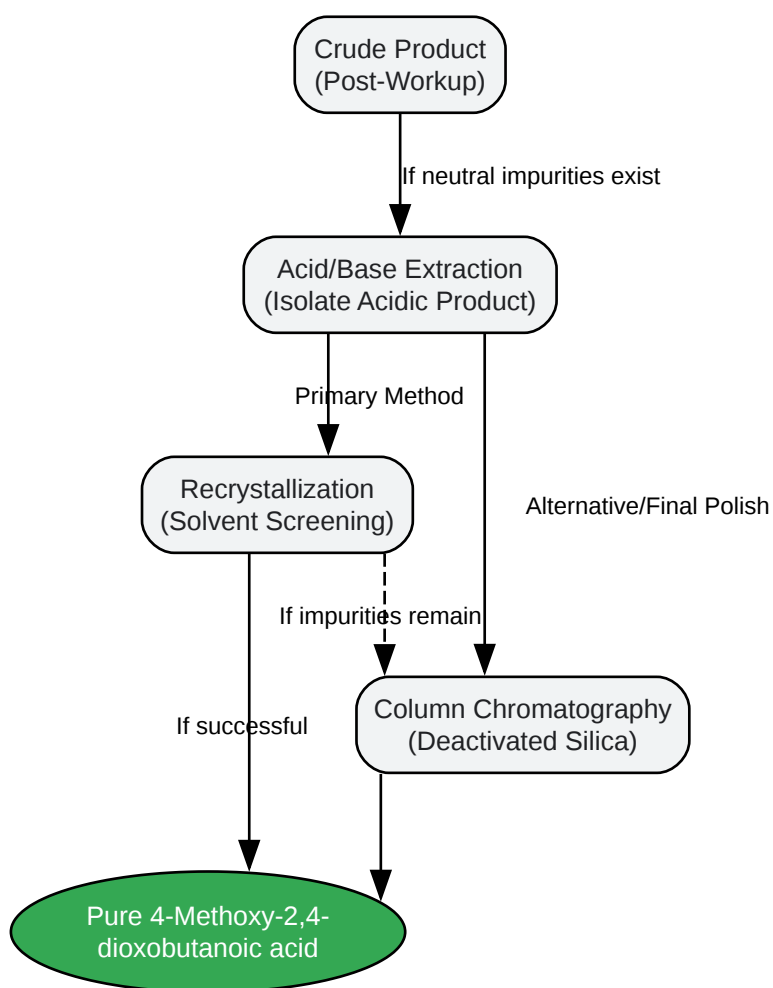 Crude Product
(Post-Workup)
If neutral impurities exist
Acid/Base Extraction
(Isolate Acidic Product)
Primary Method
Recrystallization
(Solvent Screening)
Alternative/Final Polish
If impurities remain
Column Chromatography
(Deactivated Silica)
If successful
Pure 4-Methoxy-2,4-
dioxobutanoic acid